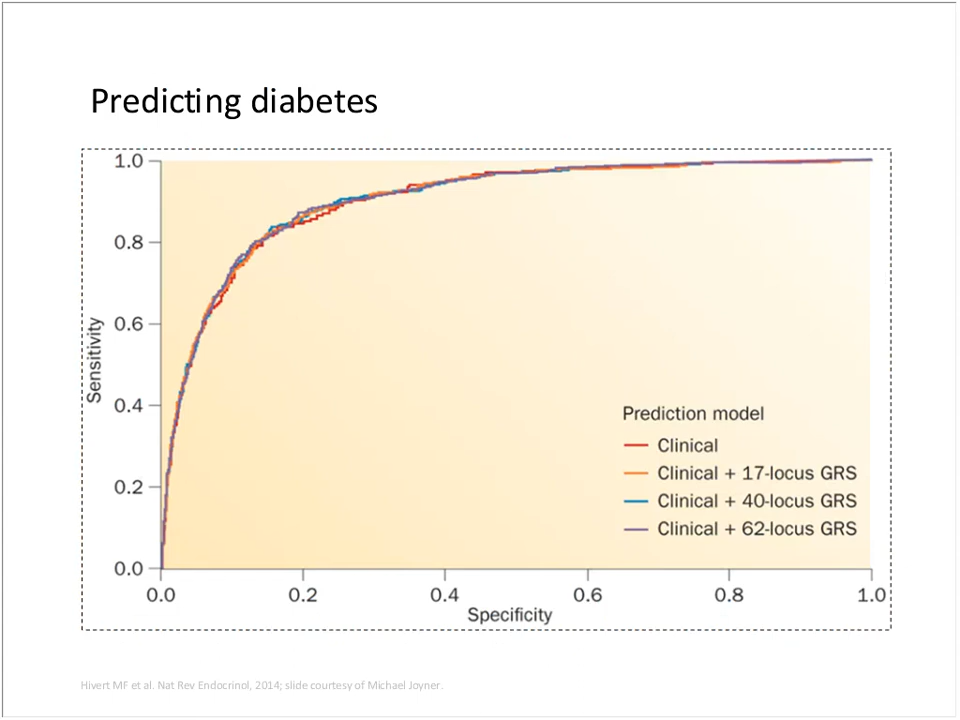 Predicting diabetes
1.0
0.8
0.6
0.4
0.2
0.0
Sensitivity
Prediction model
Clinical
Clinical + 17-locus GRS
Clinical + 40-locus GRS
Clinical + 62-locus GRS
0.0 0.2 0.4 0.6 0.8 1.0
Specificity
Hivert MF et al. Nat Rev Endocrinol, 2014; slide courtesy of Michael Joyner.